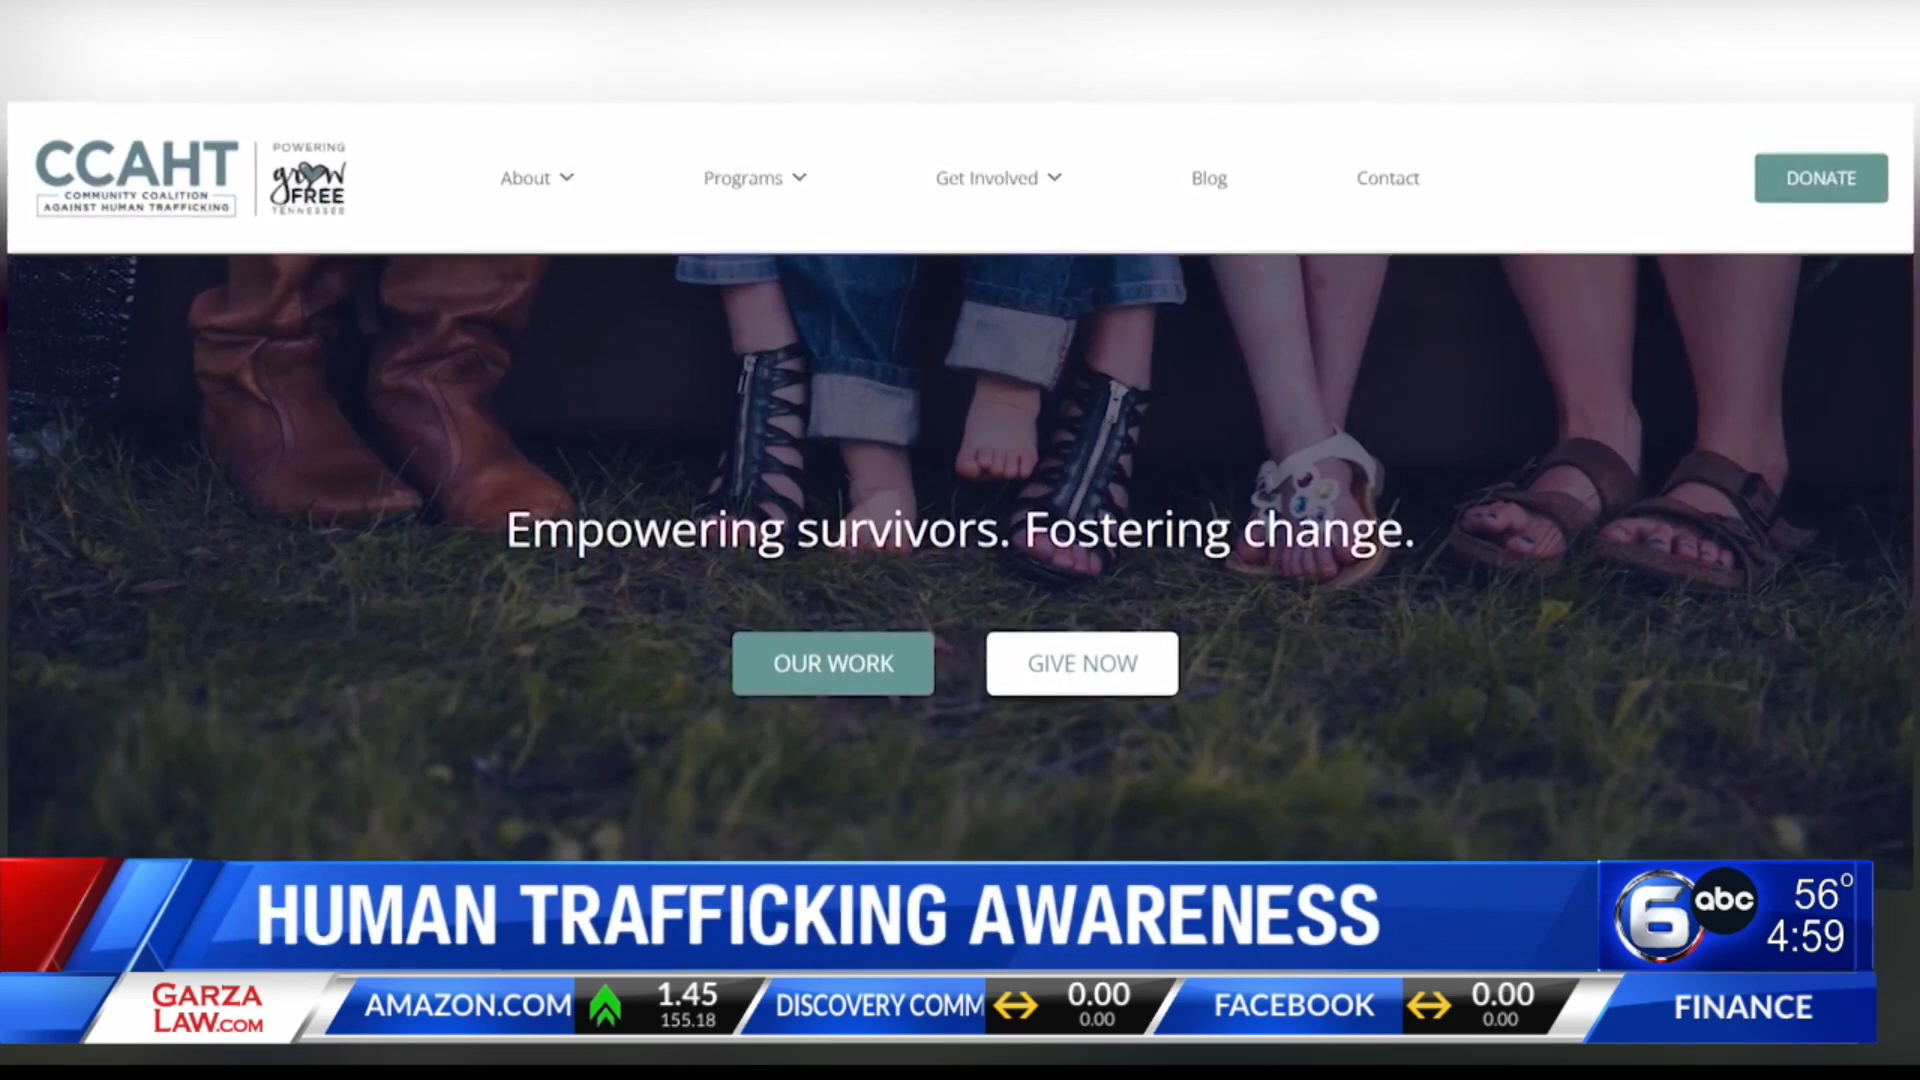 CCAHT
COMMUNITY COALITION
AGAINST HUMAN TRAFFICKING
POWERING
grow
FREE
TENNESSEE
About
Programs
Get Involved
Blog
Contact
DONATE
Empowering survivors. Fostering change.
OUR WORK
GIVE NOW
HUMAN TRAFFICKING AWARENESS
6
abc
56°
4:59
GARZA
LAW.COM
AMAZON.COM
1.45
155.18
DISCOVERY COMM
0.00
0.00
FACEBOOK
0.00
0.00
FINANCE